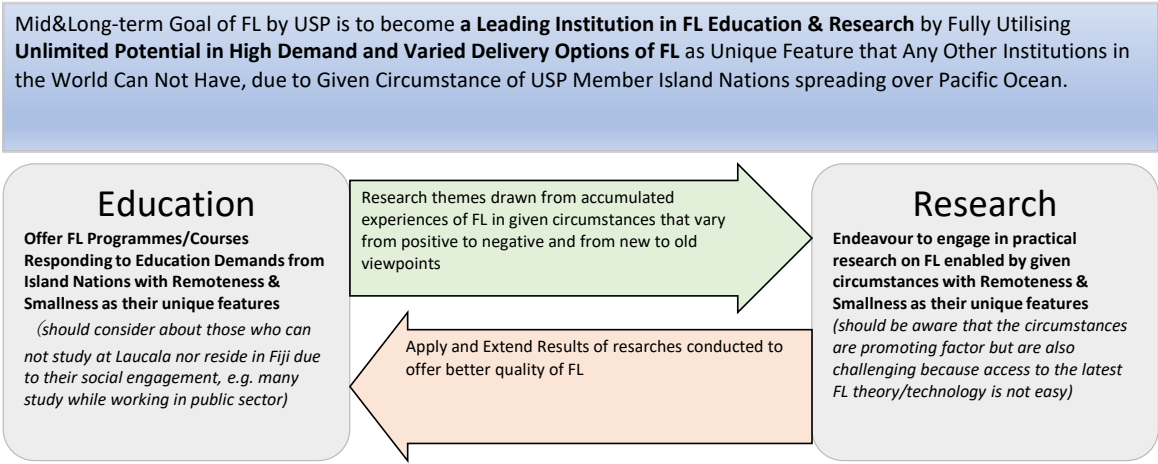 Mid&Long-term Goal of FL by USP is to become a Leading Institution in FL Education & Research by Fully Utilising
Unlimited Potential in High Demand and Varied Delivery Options of FL as Unique Feature that Any Other Institutions in
the World Can Not Have, due to Given Circumstance of USP Member Island Nations spreading over Pacific Ocean.
Education
Offer FL Programmes/Courses
Responding to Education Demands from
Island Nations with Remoteness &
Smallness as their unique features
(should consider about those who can
not study at Laucala nor reside in Fiji due
to their social engagement, e.g. many
study while working in public sector)
Research themes drawn from accumulated
experiences of FL in given circumstances that vary
from positive to negative and from new to old
viewpoints
Apply and Extend Results of resarches conducted to
offer better quality of FL
Research
Endeavour to engage in practical
research on FL enabled by given
circumstances with Remoteness &
Smallness as their unique features
(should be aware that the circumstances
are promoting factor but are also
challenging because access to the latest
FL theory/technology is not easy)